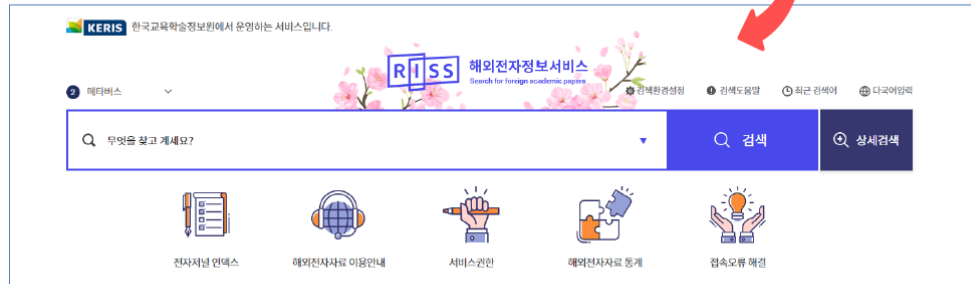 KERIS 한국교육학술정보원에서 운영하는 서비스입니다.
RISS 해외전자정보서비스
Search for foreign academic papers
2 메타버스
검색환경설정 검색도움말 최근 검색어 다국어입력
무엇을 찾고 계세요? 검색 상세검색
전자저널 인덱스 해외전자자료 이용안내 서비스권한 해외전자자료 통계 접속오류 해결